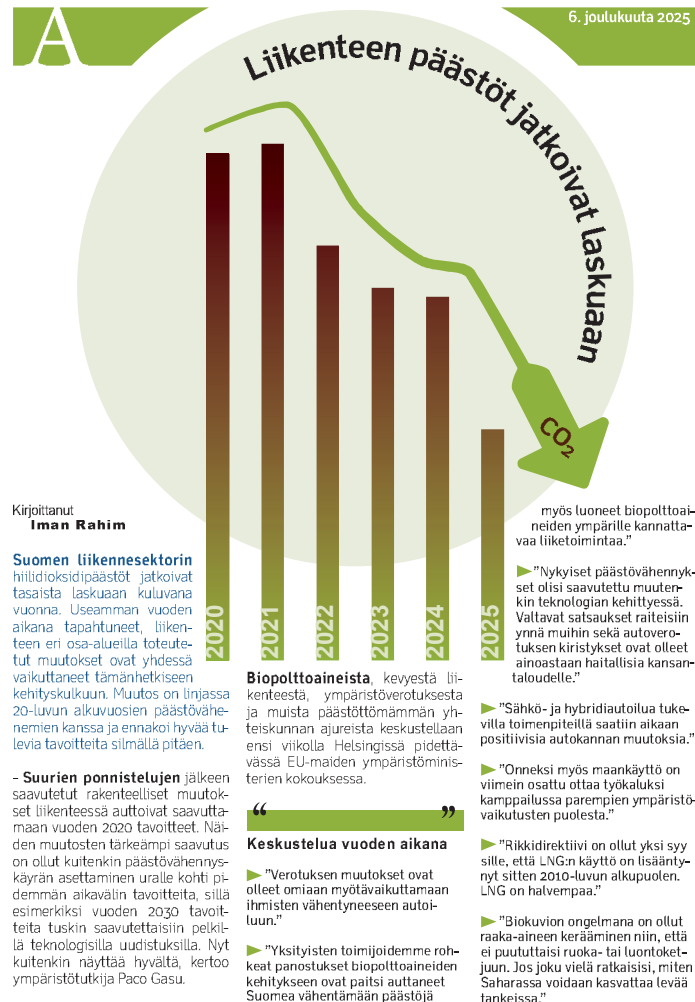 A
6. joulukuuta 2025
Liikenteen päästöt jatkoivat laskuaan
CO2
2020
2021
2022
2023
2024
2025
Kirjoittanut
Iman Rahim
Suomen liikennesektorin
hiilidioksidipäästöt jatkoivat
tasaista laskuaan kuluvana
vuonna. Useamman vuoden
aikana tapahtuneet, liiken-
teen eri osa-alueilla toteute-
tut muutokset ovat yhdessä
vaikuttaneet tämänhetkiseen
kehityskulkuun. Muutos on linjassa
20-luvun alkuvuosien päästövähe-
nemien kanssa ja ennakoi hyvää tu-
levia tavoitteita silmällä pitäen.
- Suurien ponnistelujen jälkeen
saavutetut rakenteelliset muutok-
set liikenteessä auttoivat saavutta-
maan vuoden 2020 tavoitteet. Näi-
den muutosten tärkeämpi saavutus
on ollut kuitenkin päästövähennys-
käyrän asettaminen uralle kohti pi-
demmän aikavälin tavoitteita, sillä
esimerkiksi vuoden 2030 tavoit-
teita tuskin saavutettaisiin pelkil-
lä teknologisilla uudistuksilla. Nyt
kuitenkin näyttää hyvältä, kertoo
ympäristötutkija Paco Gasu.
Biopolttoaineista, kevyestä lii-
kenteestä, ympäristöverotuksesta
ja muista päästöttömämmän yh-
teiskunnan ajureista keskustellaan
ensi viikolla Helsingissä pidettä-
vässä EU-maiden ympäristöminis-
terien kokouksessa.
“ ”
Keskustelua vuoden aikana
►”Verotuksen muutokset ovat
olleet omiaan myötävaikuttamaan
ihmisten vähentyneeseen autoi-
luun.”
►”Yksityisten toimijoidemme roh-
keat panostukset biopolttoaineiden
kehitykseen ovat paitsi auttaneet
Suomea vähentämään päästöjä
myös luoneet biopolttoai-
neiden ympärille kannatta-
vaa liiketoimintaa.”
►”Nykyiset päästövähennyk-
set olisi saavutettu muuten-
kin teknologian kehittyessä.
Valtavat satsaukset raiteisiin
ynnä muihin sekä autovero-
tuksen kiristykset ovat olleet
ainoastaan haitallisia kansan-
taloudelle.”
►”Sähkö- ja hybridiautoilua tuke-
villa toimenpiteillä saatiin aikaan
positiivisia autokannan muutoksia.”
►”Onneksi myös maankäyttö on
viimein osattu ottaa työkaluksi
kamppailussa parempien ympäristö-
vaikutusten puolesta.”
►”Rikkidirektiivi on ollut yksi syy
sille, että LNG:n käyttö on lisäänty-
nyt sitten 2010-luvun alkupuolen.
LNG on halvempaa.”
►”Biokuvion ongelmana on ollut
raaka-aineen kerääminen niin, että
ei puututtaisi ruoka- tai luontoket-
juun. Jos joku vielä ratkaisisi, miten
Saharassa voidaan kasvattaa levää
tankeissa.”